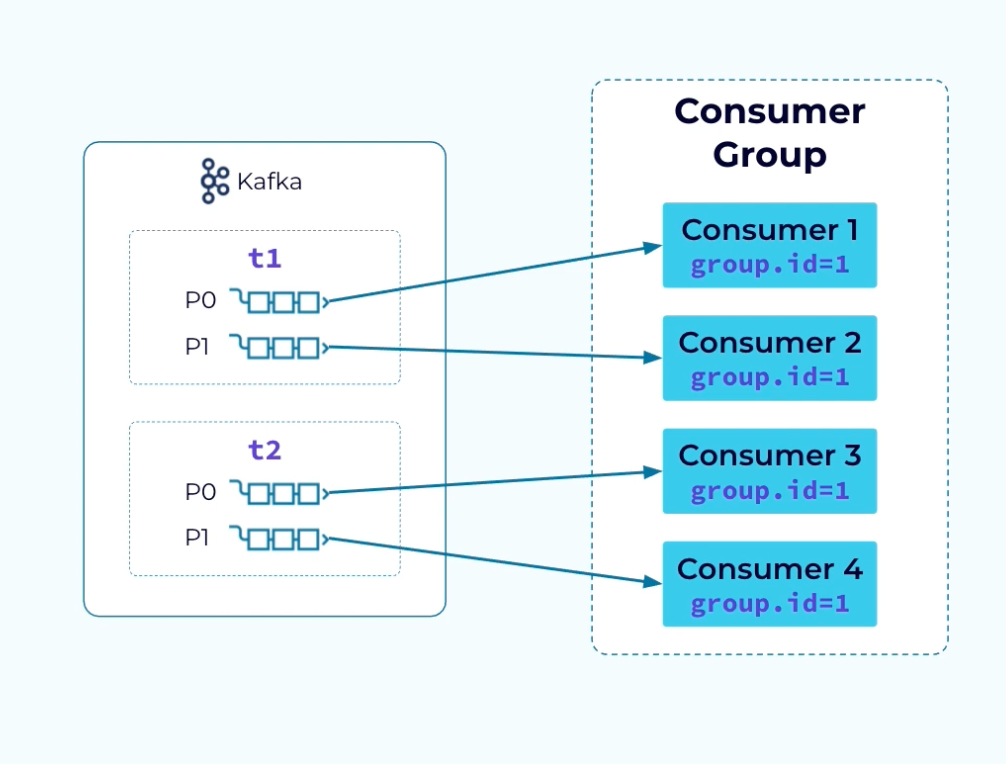 Kafka
t1
P0
P1
t2
P0
P1
Consumer
Group
Consumer 1
group.id=1
Consumer 2
group.id=1
Consumer 3
group.id=1
Consumer 4
group.id=1